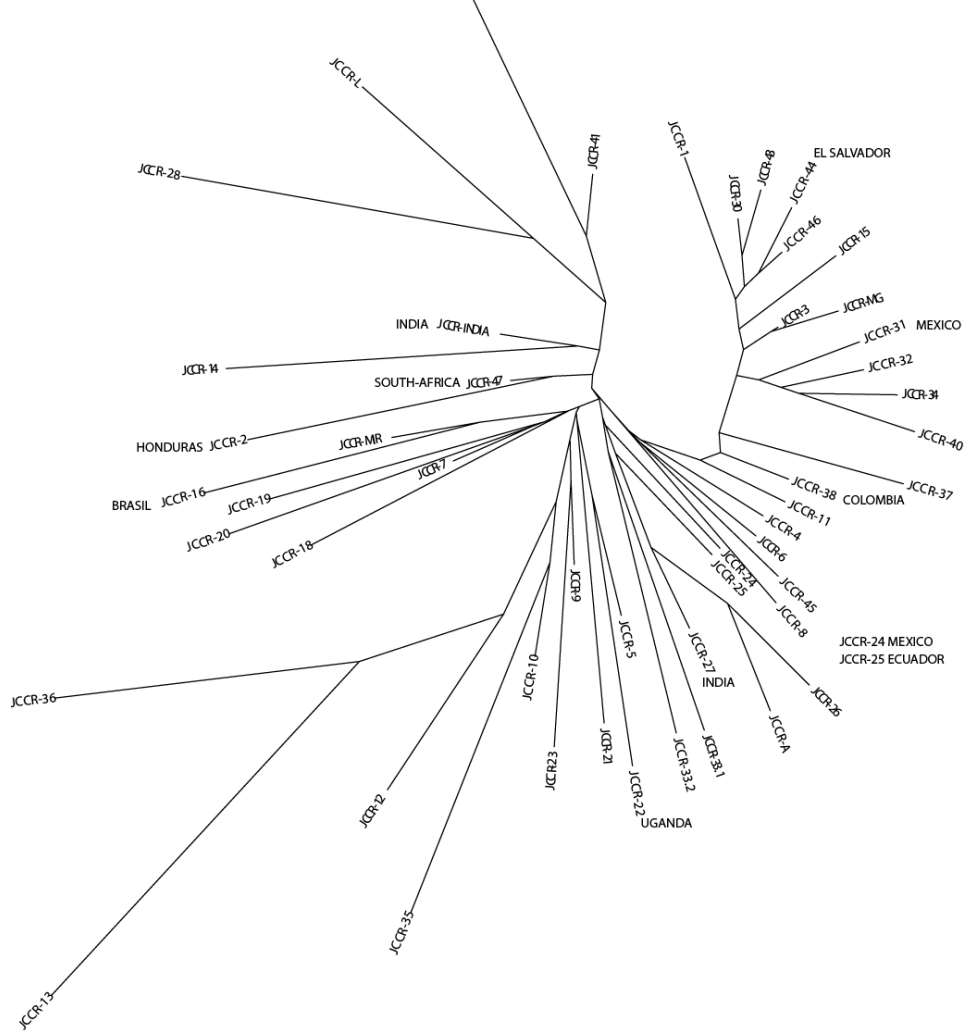 JCCR-L
JCCR-41
JCCR-1
JCCR-43
EL SALVADOR
JCCR-28
JCCR-44
JCCR-30
JCCR-46
JCCR-15
JCCR-MG
JCCR-3
INDIA JCCR-INDIA
JCCR-31 MEXICO
JCCR-14
JCCR-32
SOUTH-AFRICA JCCR-47
JCCR-34
HONDURAS JCCR-2
JCCR-MR
JCCR-40
JCCR-7
BRASIL JCCR-16
JCCR-19
JCCR-38
JCCR-37
COLOMBIA
JCCR-11
JCCR-20
JCCR-4
JCCR-18
JCCR-6
JCCR-24
JCCR-25
JCCR-9
JCCR-45
JCCR-8
JCCR-5
JCCR-24 MEXICO
JCCR-25 ECUADOR
JCCR-27
INDIA
JCCR-10
JCCR-36
JCCR-26
JCCR-A
JCCR-21
JCCR23
JCCR-33.1
JCCR-33.2
JCCR-22
JCCR-12
UGANDA
JCCR-35
JCCR-13